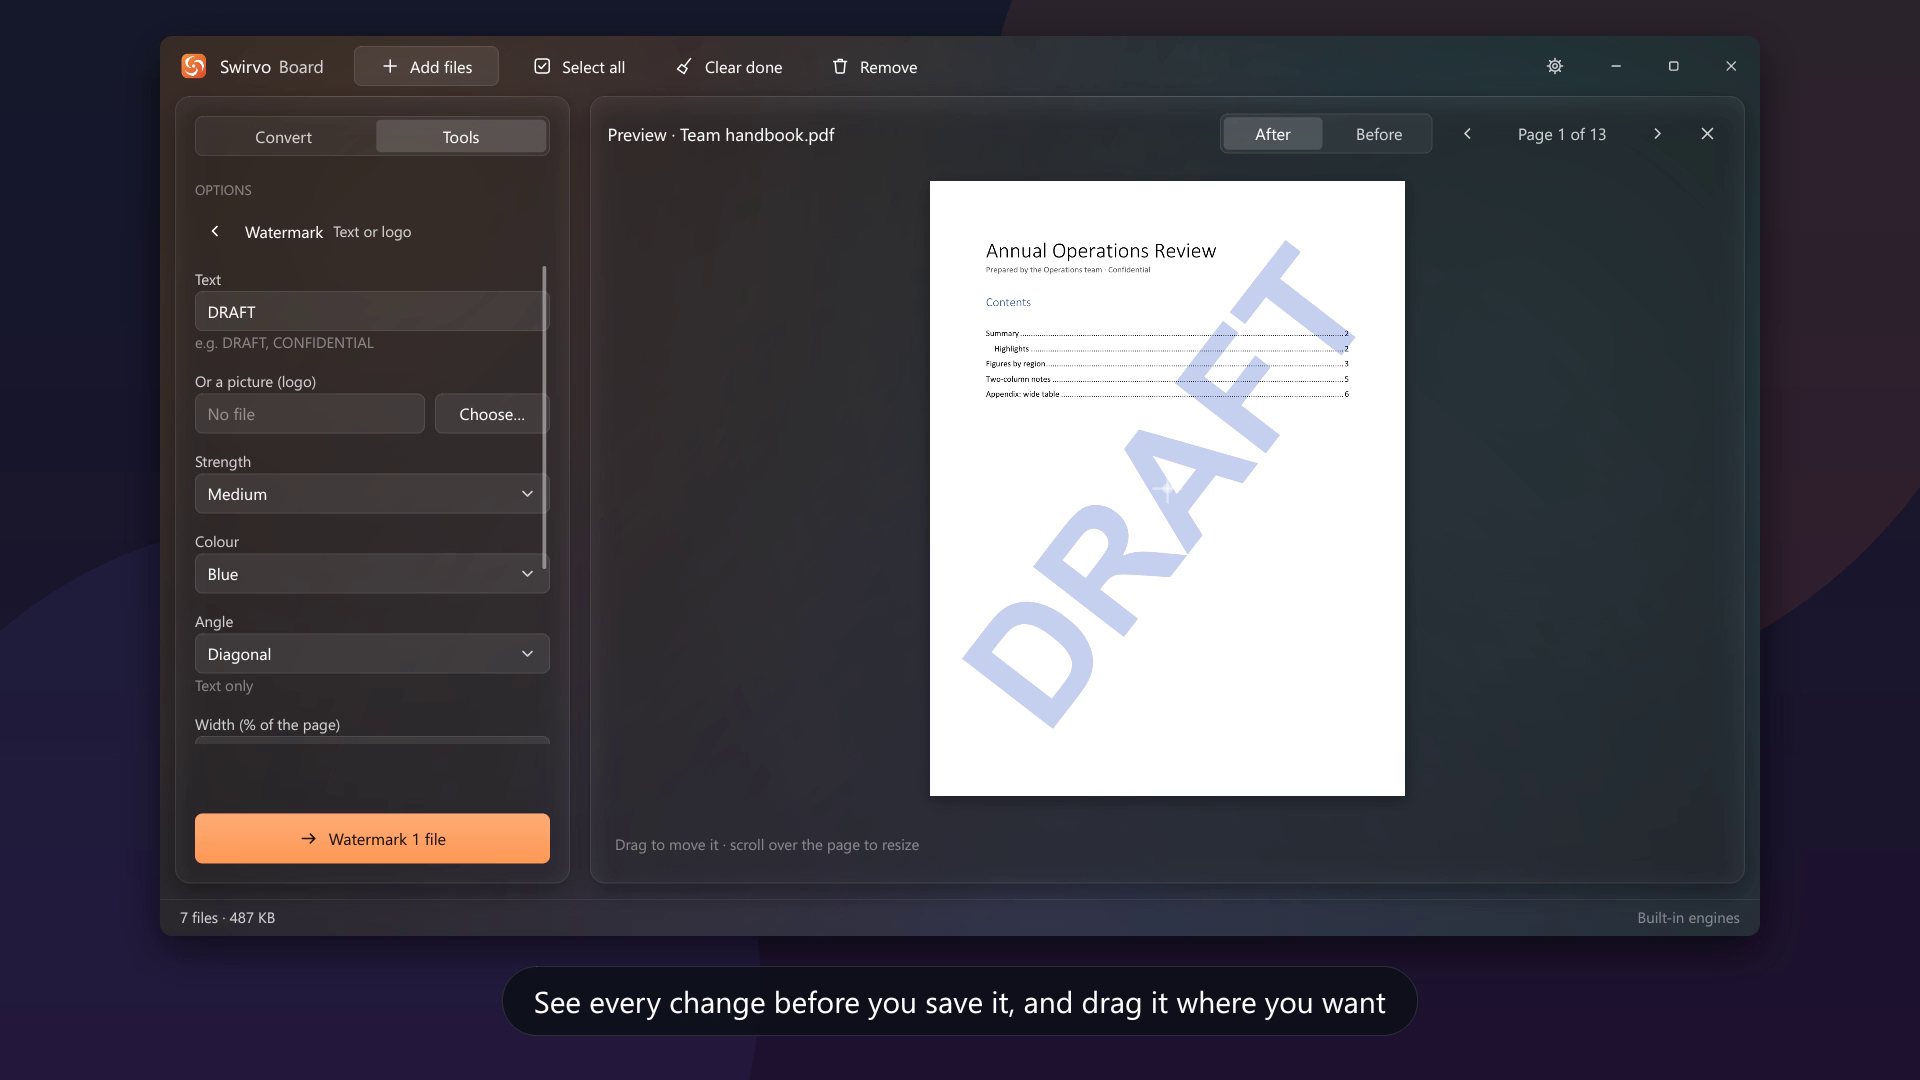 Swirvo Board
Add files
Select all
Clear done
Remove
Convert
Tools
OPTIONS
Watermark Text or logo
Text
DRAFT
e.g. DRAFT, CONFIDENTIAL
Or a picture (logo)
No file
Choose...
Strength
Medium
Colour
Blue
Angle
Diagonal
Text only
Width (% of the page)
Watermark 1 file
Preview · Team handbook.pdf
After
Before
Page 1 of 13
Annual Operations Review
Prepared by the Operations team · Confidential
Contents
Summary 2
Highlights 2
Figures by region 3
Two-column notes 5
Appendix: wide table 6
DRAFT
Drag to move it · scroll over the page to resize
7 files · 487 KB
Built-in engines
See every change before you save it, and drag it where you want